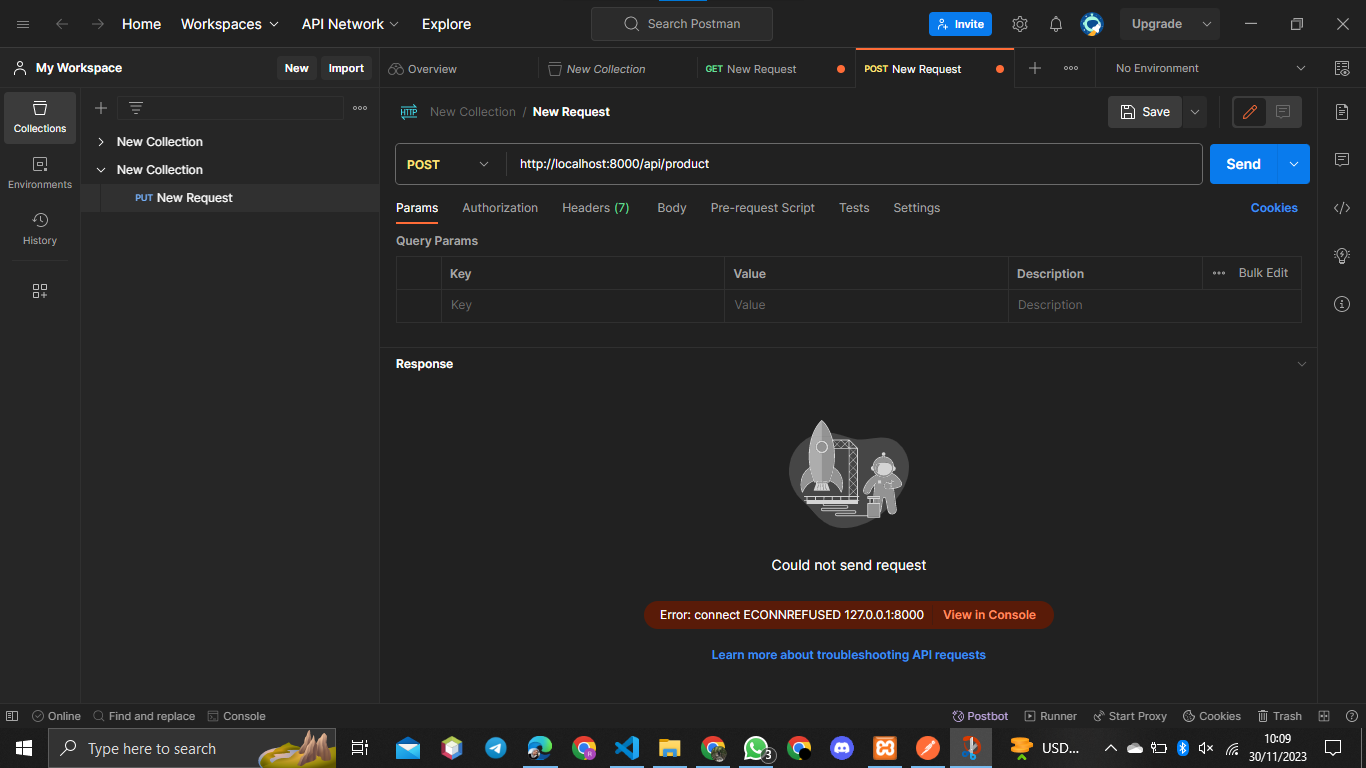 Home Workspaces API Network Explore Search Postman Invite Upgrade
My Workspace New Import Overview New Collection GET New Request POST New Request No Environment
Collections
Environments
History
New Collection
New Collection
PUT New Request
HTTP New Collection / New Request Save
POST http://localhost:8000/api/product Send
Params Authorization Headers (7) Body Pre-request Script Tests Settings Cookies
Query Params
Key Value Description Bulk Edit
Key Value Description
Response
Could not send request
Error: connect ECONNREFUSED 127.0.0.1:8000 View in Console
Learn more about troubleshooting API requests
Online Find and replace Console Postbot Runner Start Proxy Cookies Trash
Type here to search 3 USD... 10:09
30/11/2023